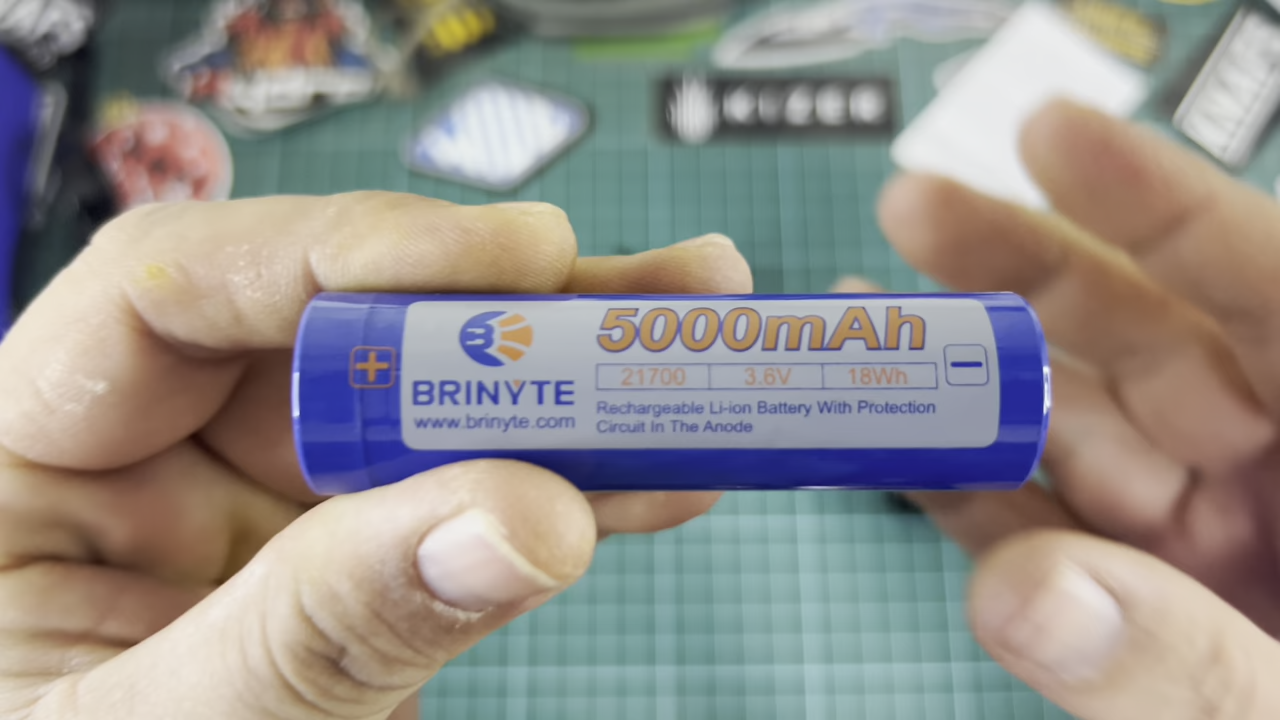 KIZER
+
BRINYTE
www.brinyte.com
5000mAh
21700 3.6V 18Wh
Rechargeable Li-ion Battery With Protection
Circuit In The Anode
−